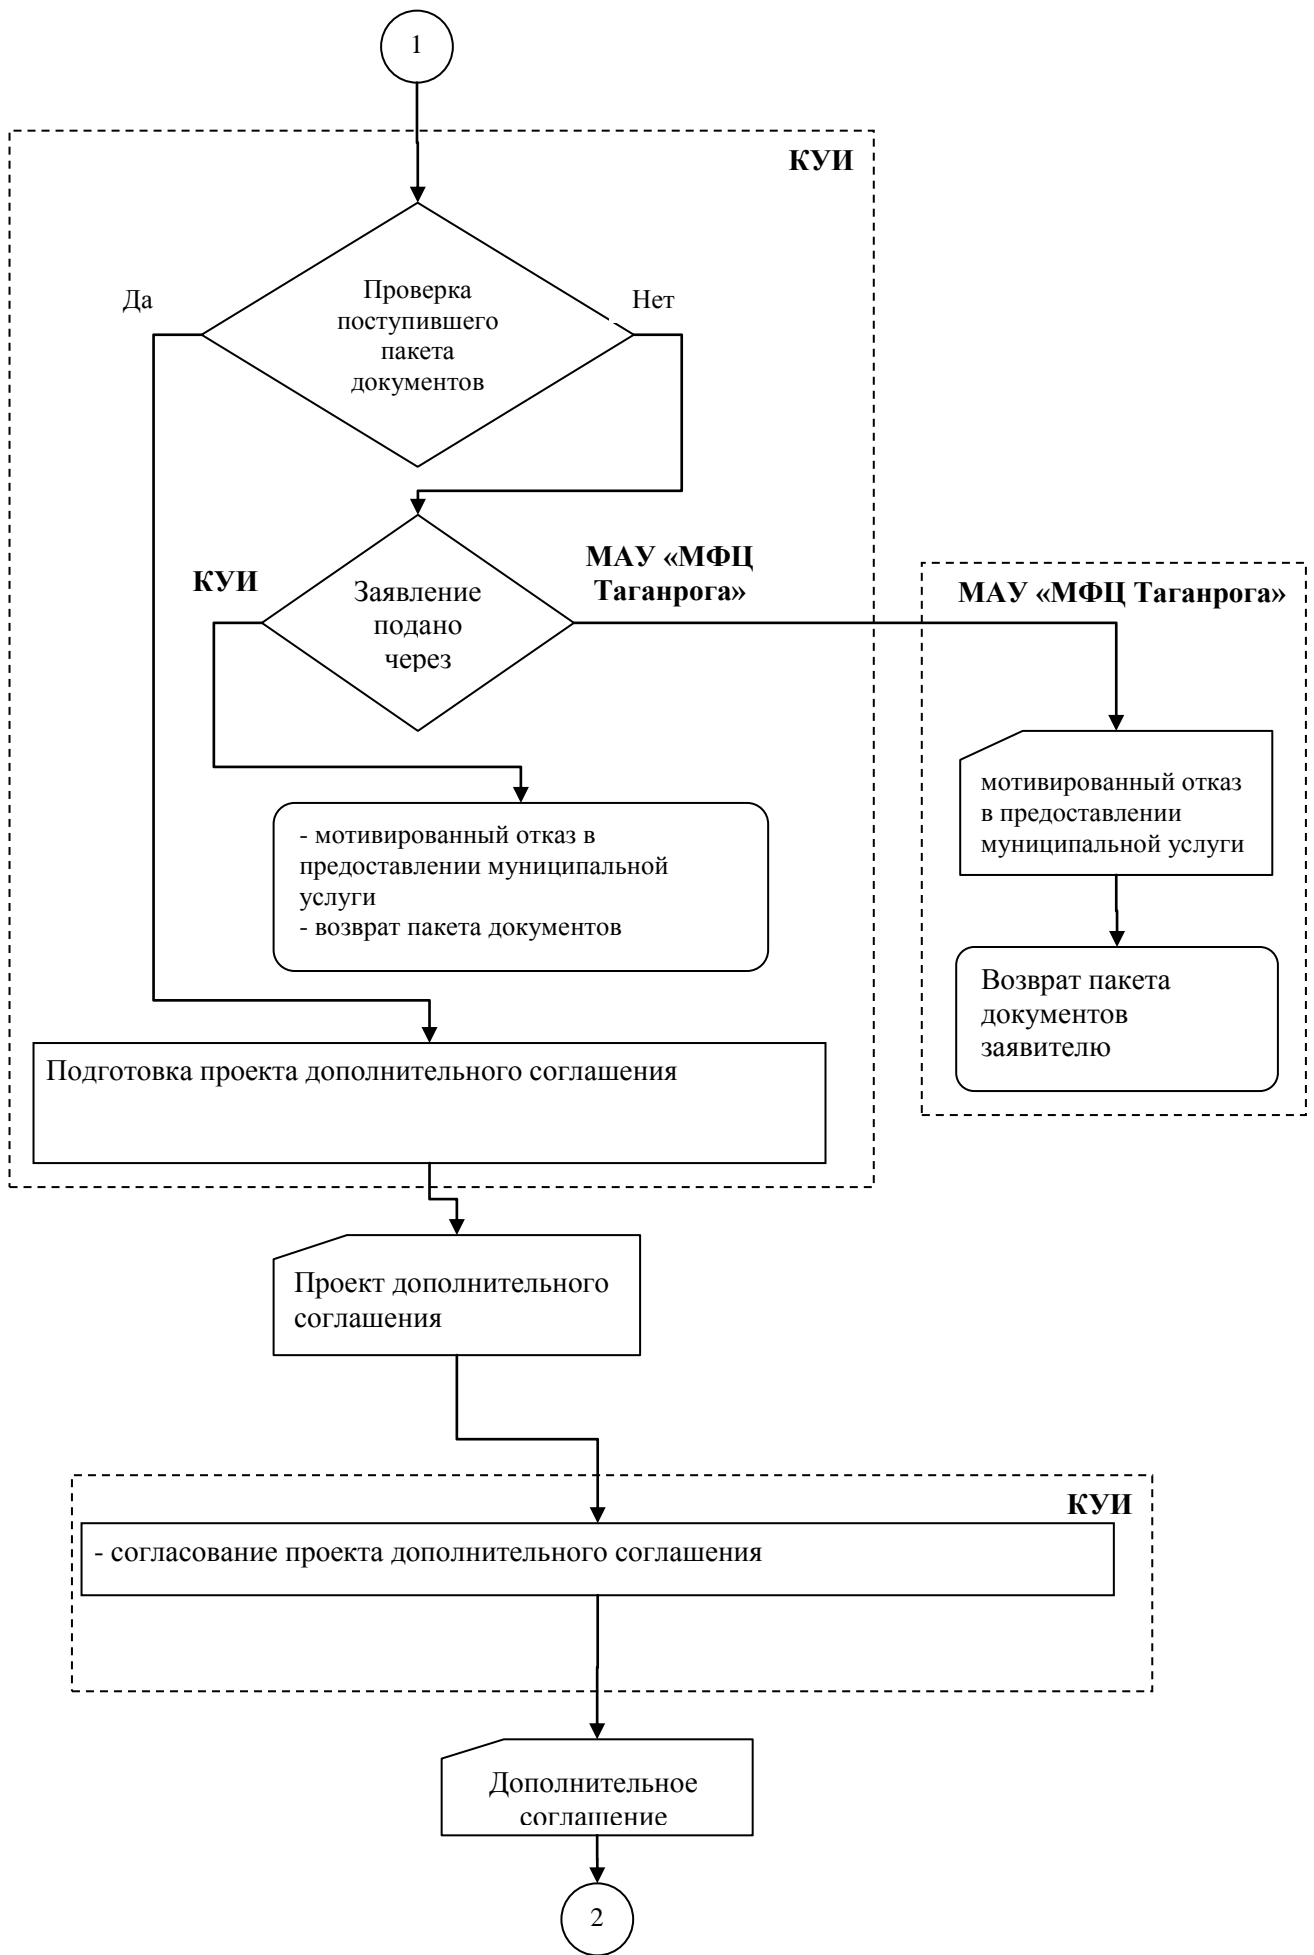 1
КУИ
Да
Проверка
поступившего
пакета
документов
Нет
КУИ
Заявление
подано
через
МАУ «МФЦ
Таганрога»
МАУ «МФЦ Таганрога»
- мотивированный отказ в
предоставлении муниципальной
услуги
- возврат пакета документов
мотивированный отказ
в предоставлении
муниципальной услуги
Возврат пакета
документов
заявителю
Подготовка проекта дополнительного соглашения
Проект дополнительного
соглашения
КУИ
- согласование проекта дополнительного соглашения
Дополнительное
соглашение
2